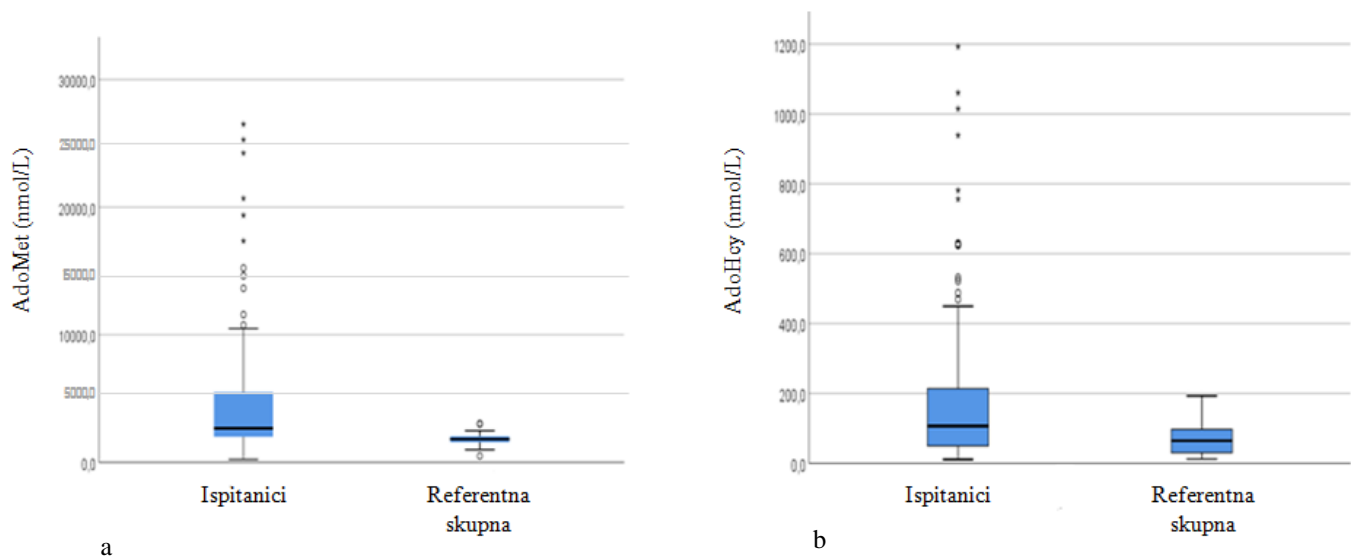 AdoMet (nmol/L)
30000,0
25000,0
20000,0
15000,0
10000,0
5000,0
0,0
Ispitanici
Referentna
skupna
a
AdoHcy (nmol/L)
1200,0
1000,0
800,0
600,0
400,0
200,0
0,0
Ispitanici
Referentna
skupna
b